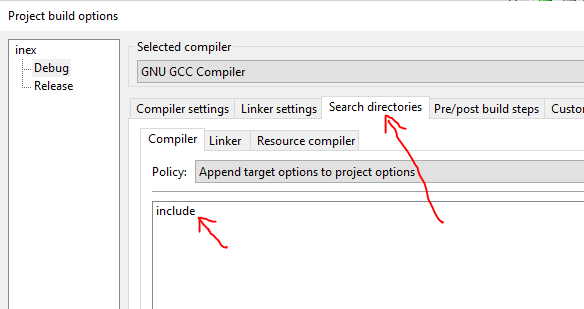 Project build options
inex
Debug
Release
Selected compiler
GNU GCC Compiler
Compiler settings Linker settings Search directories Pre/post build steps Custo
Compiler Linker Resource compiler
Policy: Append target options to project options
include